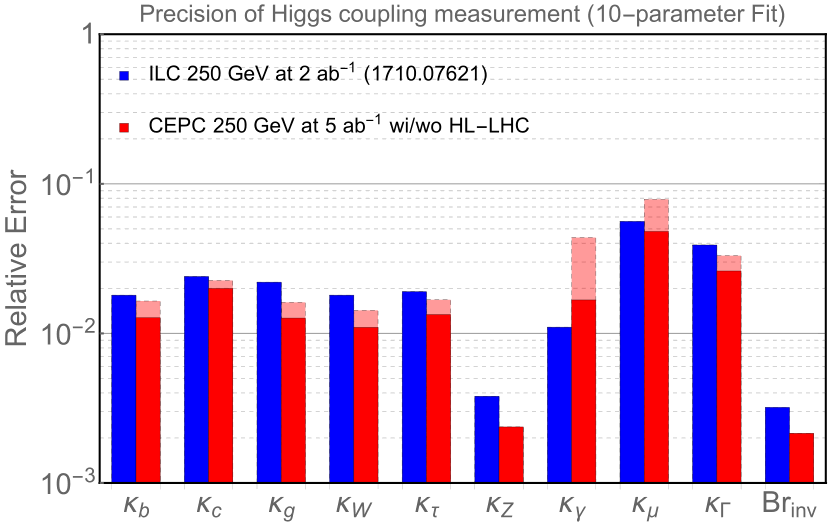 Precision of Higgs coupling measurement (10−parameter Fit)
1
ILC 250 GeV at 2 ab⁻¹ (1710.07621)
CEPC 250 GeV at 5 ab⁻¹ wi/wo HL−LHC
10⁻¹
10⁻²
10⁻³
Relative Error
κb κc κg κW κτ κZ κγ κμ κΓ Brinv